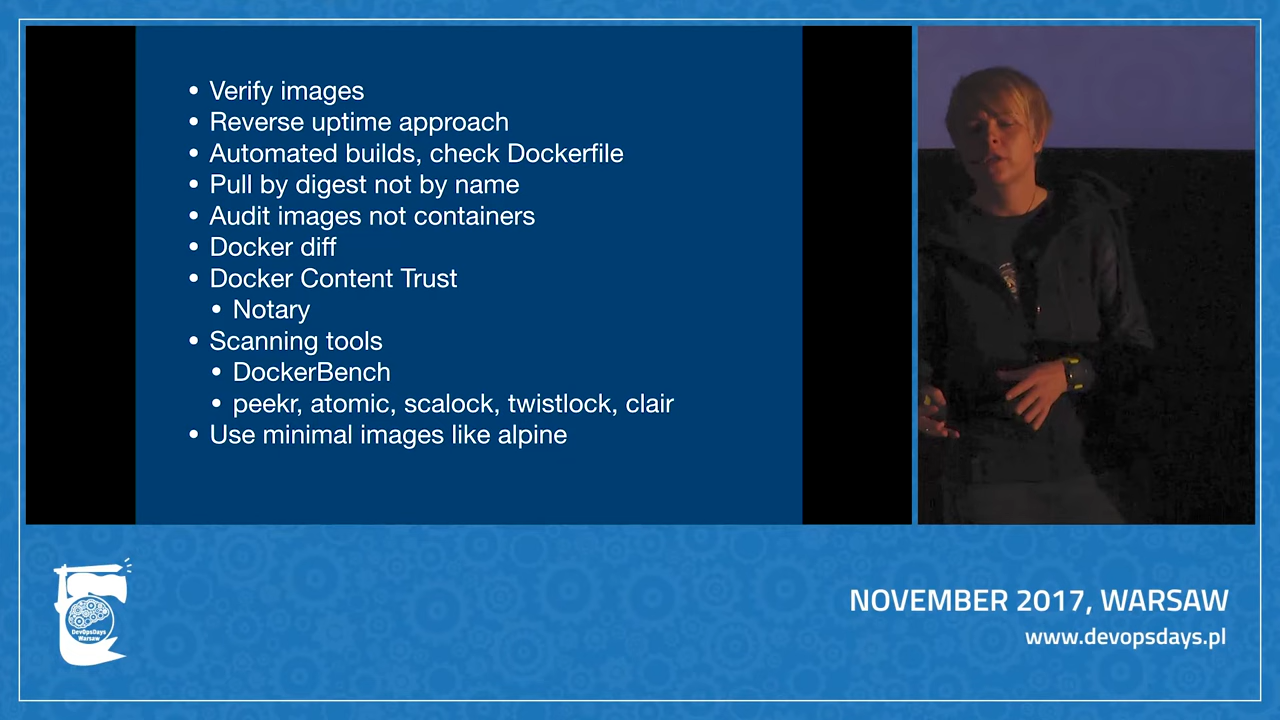 • Verify images
• Reverse uptime approach
• Automated builds, check Dockerfile
• Pull by digest not by name
• Audit images not containers
• Docker diff
• Docker Content Trust
• Notary
• Scanning tools
• DockerBench
• peekr, atomic, scalock, twistlock, clair
• Use minimal images like alpine
DevOpsDays
Warsaw
NOVEMBER 2017, WARSAW
www.devopsdays.pl